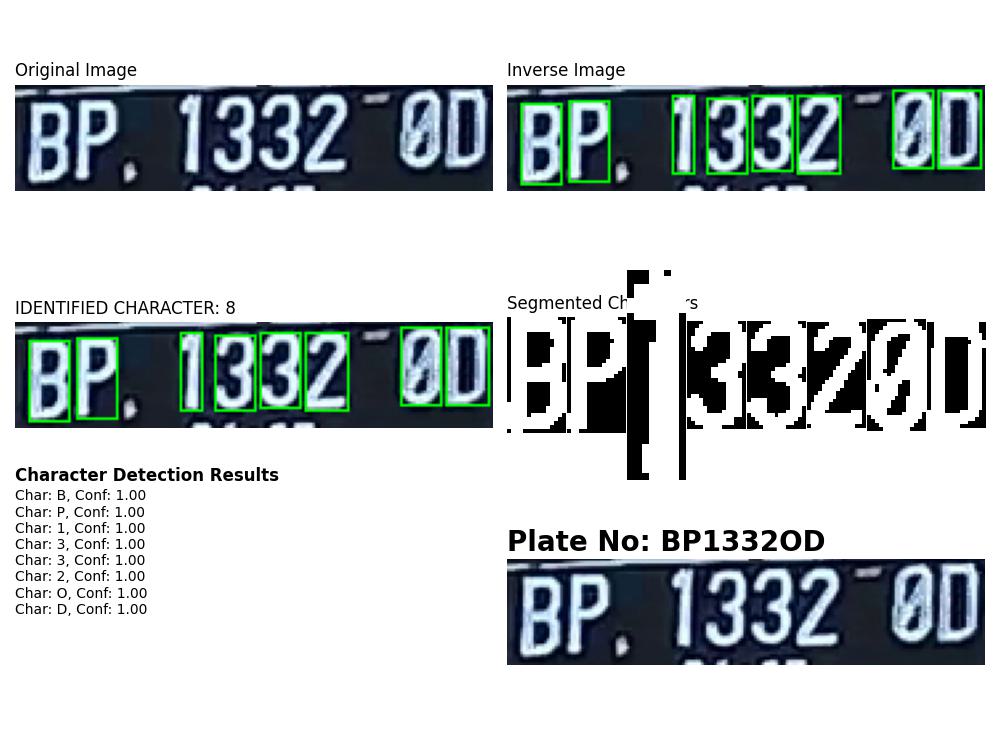 Original Image
BP. 1332 0D
Inverse Image
BP. 1332 0D
IDENTIFIED CHARACTER: 8
BP. 1332 0D
Segmented Ch rs
BP13320D
Character Detection Results
Char: B, Conf: 1.00
Char: P, Conf: 1.00
Char: 1, Conf: 1.00
Char: 3, Conf: 1.00
Char: 3, Conf: 1.00
Char: 2, Conf: 1.00
Char: O, Conf: 1.00
Char: D, Conf: 1.00
Plate No: BP1332OD
BP. 1332 0D